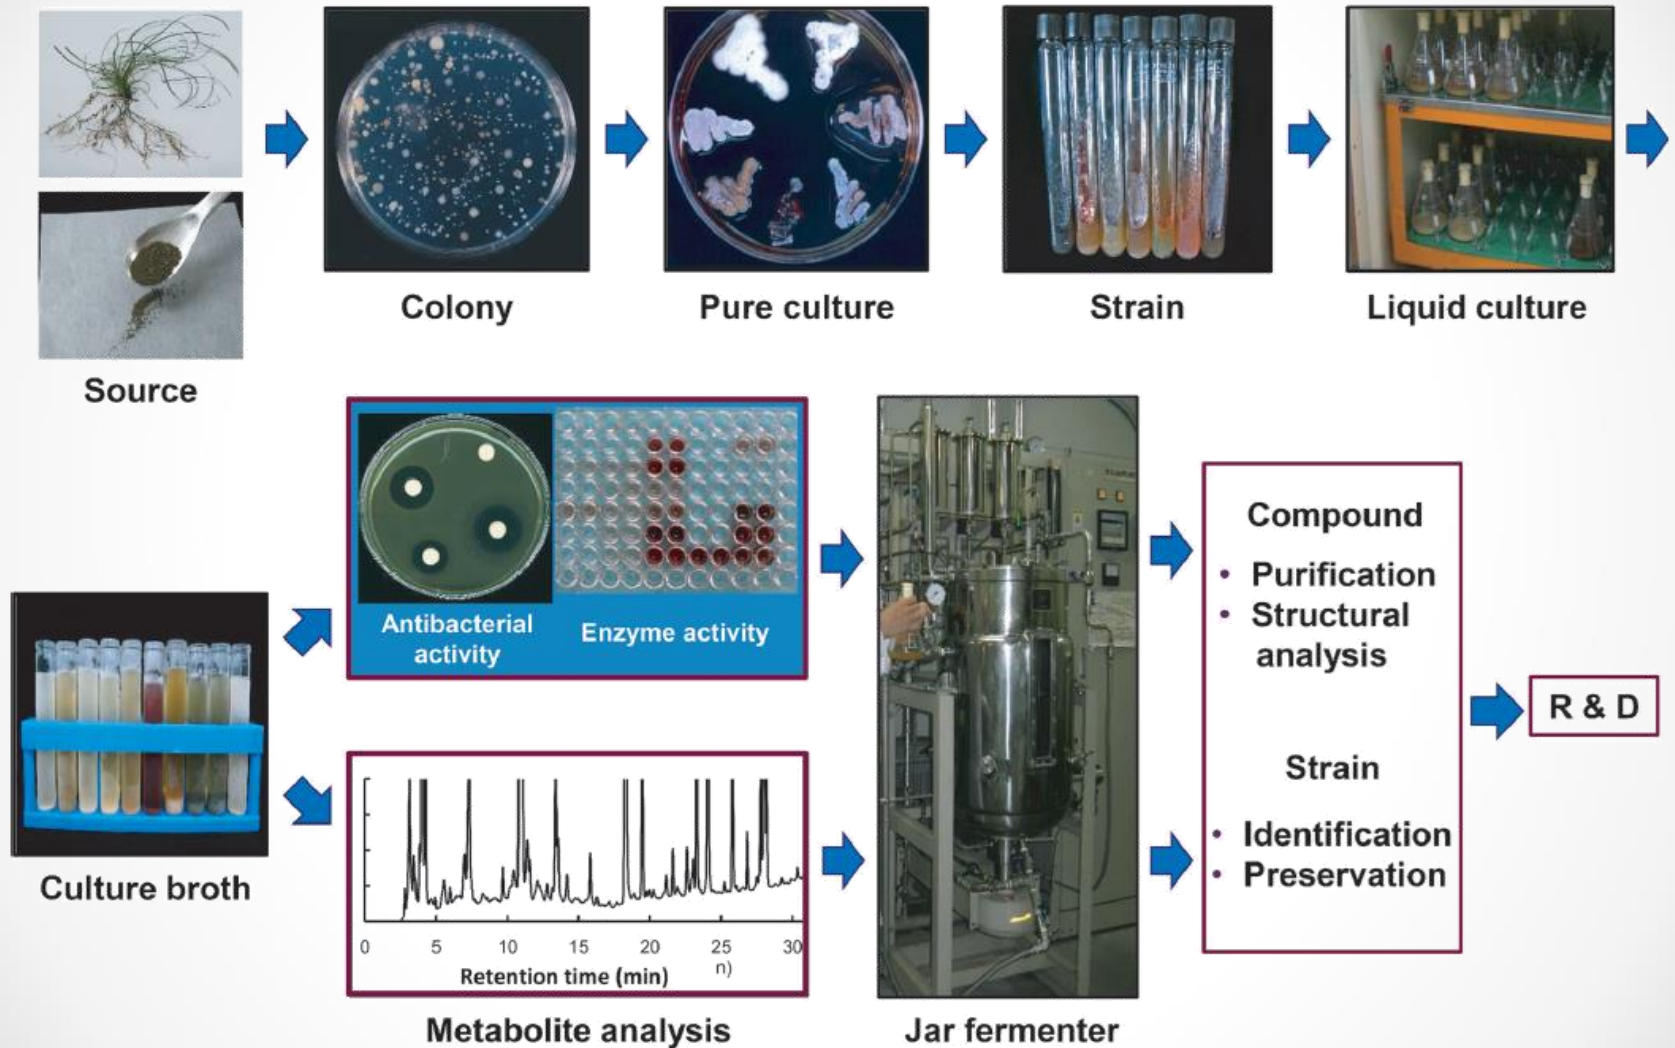 Colony
Pure culture
Strain
Liquid culture
Source
Antibacterial
activity
Enzyme activity
Culture broth
0 5 10 15 20 25 30
n)
Retention time (min)
Metabolite analysis
Jar fermenter
Compound
• Purification
• Structural
analysis
Strain
• Identification
• Preservation
R & D